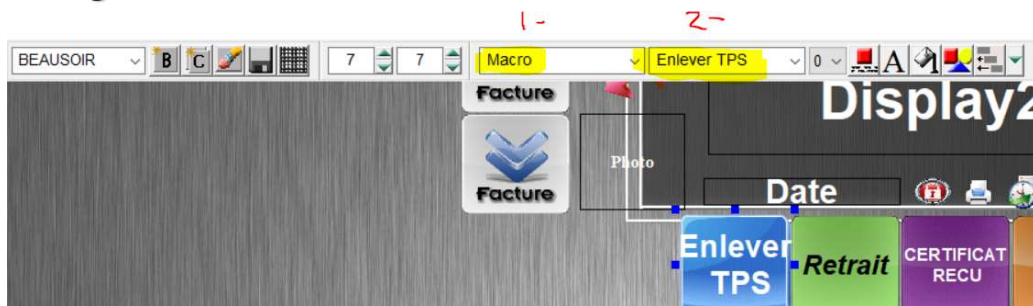 1- 2-
BEAUSOIR B C 7 7 Macro Enlever TPS 0 A
Facture
Display2
Photo
Facture
Date
Enlever
TPS
Retrait
CERTIFICAT
RECU